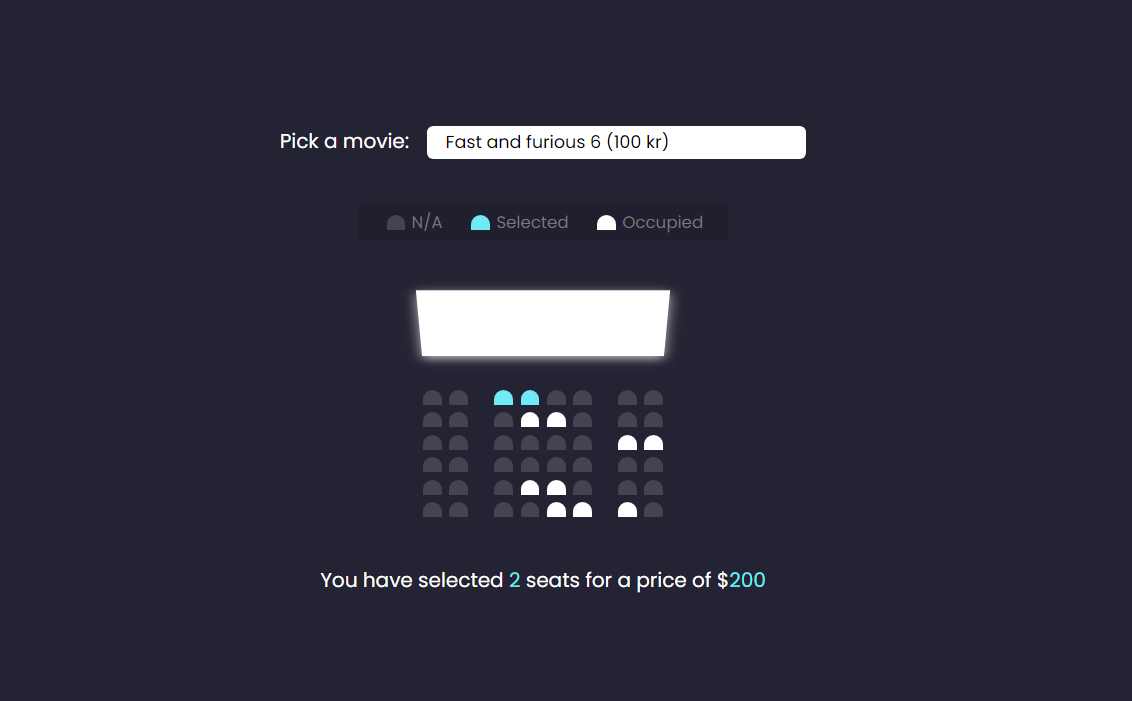 Pick a movie: Fast and furious 6 (100 kr)
N/A Selected Occupied
You have selected 2 seats for a price of $200